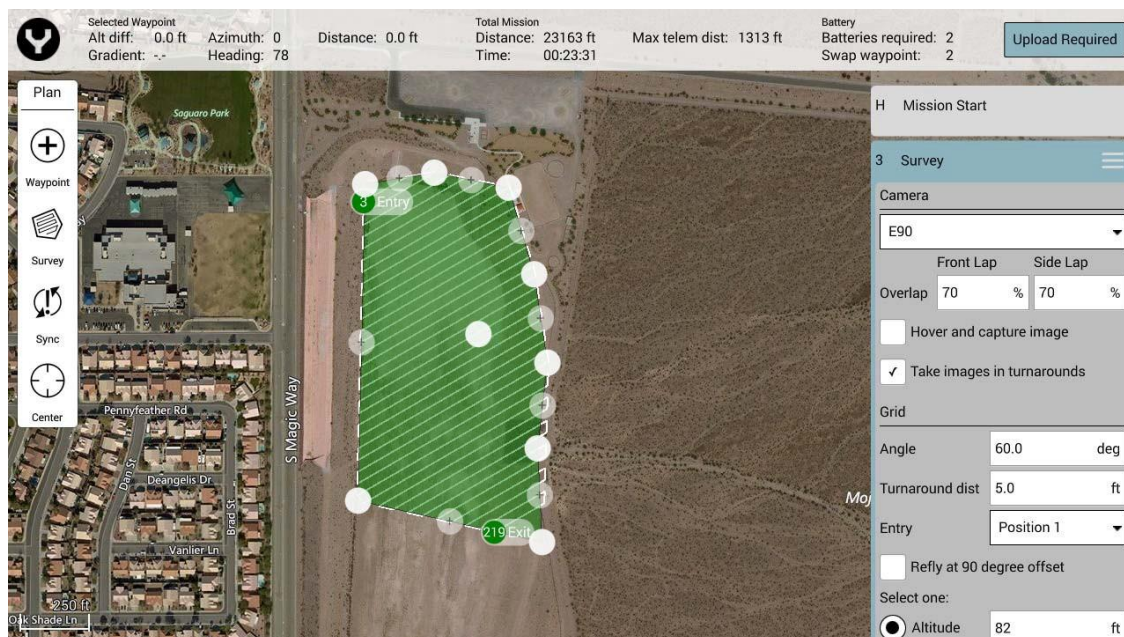 Selected Waypoint
Alt diff: 0.0 ft Azimuth: 0 Distance: 0.0 ft
Gradient: -.- Heading: 78
Total Mission
Distance: 23163 ft Max telem dist: 1313 ft
Time: 00:23:31
Battery
Batteries required: 2
Swap waypoint: 2
Upload Required
Plan
Waypoint
Survey
Sync
Center
Saguaro Park
S Magic Way
Pennyfeather Rd
Dan St
Deangelis Dr
Brad St
Vanlier Ln
250 ft
Oak Shade Ln
3 Entry
219 Exit
Moj
H Mission Start
3 Survey
Camera
E90
Front Lap Side Lap
Overlap 70 % 70 %
Hover and capture image
Take images in turnarounds
Grid
Angle 60.0 deg
Turnaround dist 5.0 ft
Entry Position 1
Refly at 90 degree offset
Select one:
Altitude 82 ft